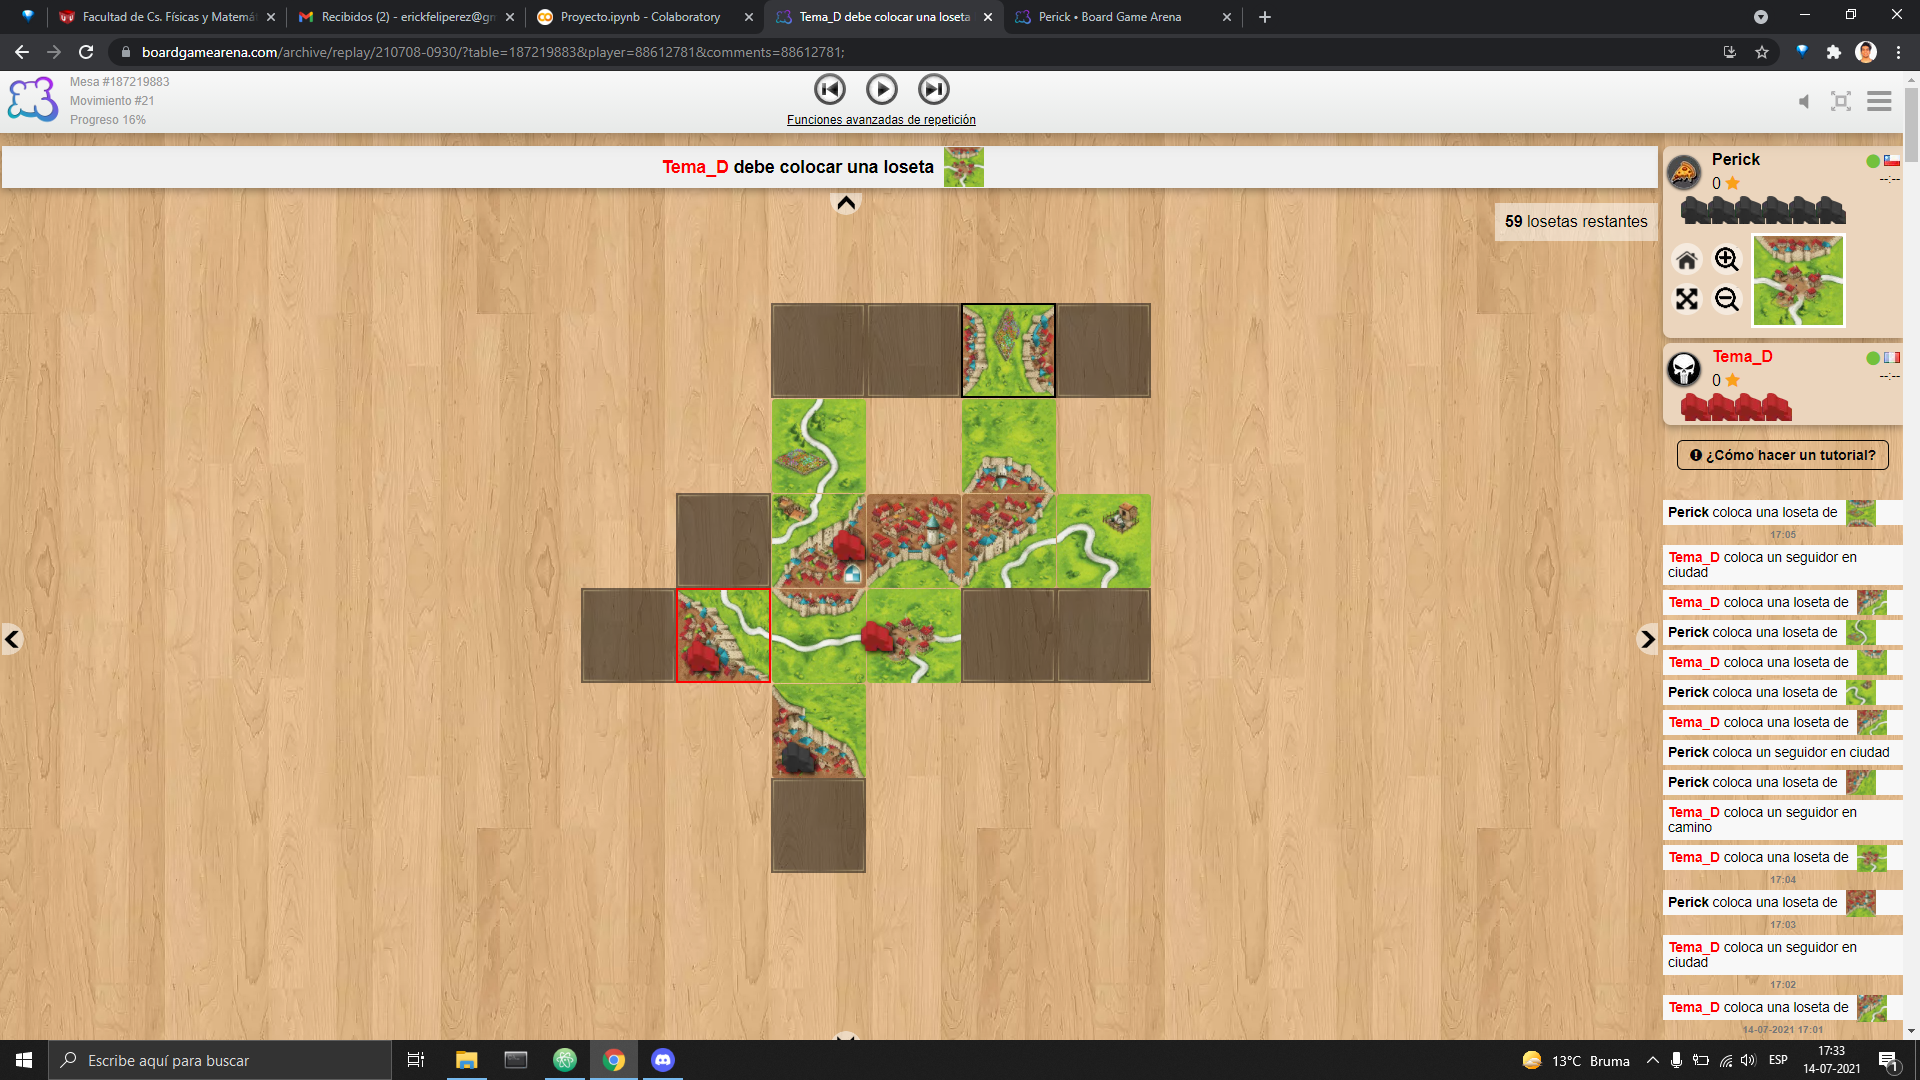 Facultad de Cs. Físicas y Matemá
Recibidos (2) - erickfeliperez@gm
Proyecto.ipynb - Colaboratory
Tema_D debe colocar una loseta
Perick • Board Game Arena
boardgamearena.com/archive/replay/210708-0930/?table=187219883&player=88612781&comments=88612781;
Mesa #187219883
Movimiento #21
Progreso 16%
Funciones avanzadas de repetición
Tema_D debe colocar una loseta
59 losetas restantes
Perick
0
--:--
Tema_D
0
--:--
¿Cómo hacer un tutorial?
Perick coloca una loseta de
17:05
Tema_D coloca un seguidor en
ciudad
Tema_D coloca una loseta de
Perick coloca una loseta de
Tema_D coloca una loseta de
Perick coloca una loseta de
Tema_D coloca una loseta de
Perick coloca un seguidor en ciudad
Perick coloca una loseta de
Tema_D coloca un seguidor en
camino
Tema_D coloca una loseta de
17:04
Perick coloca una loseta de
17:03
Tema_D coloca un seguidor en
ciudad
17:02
Tema_D coloca una loseta de
14-07-2021 17:01
Escribe aquí para buscar
13°C Bruma
ESP
17:33
14-07-2021
1